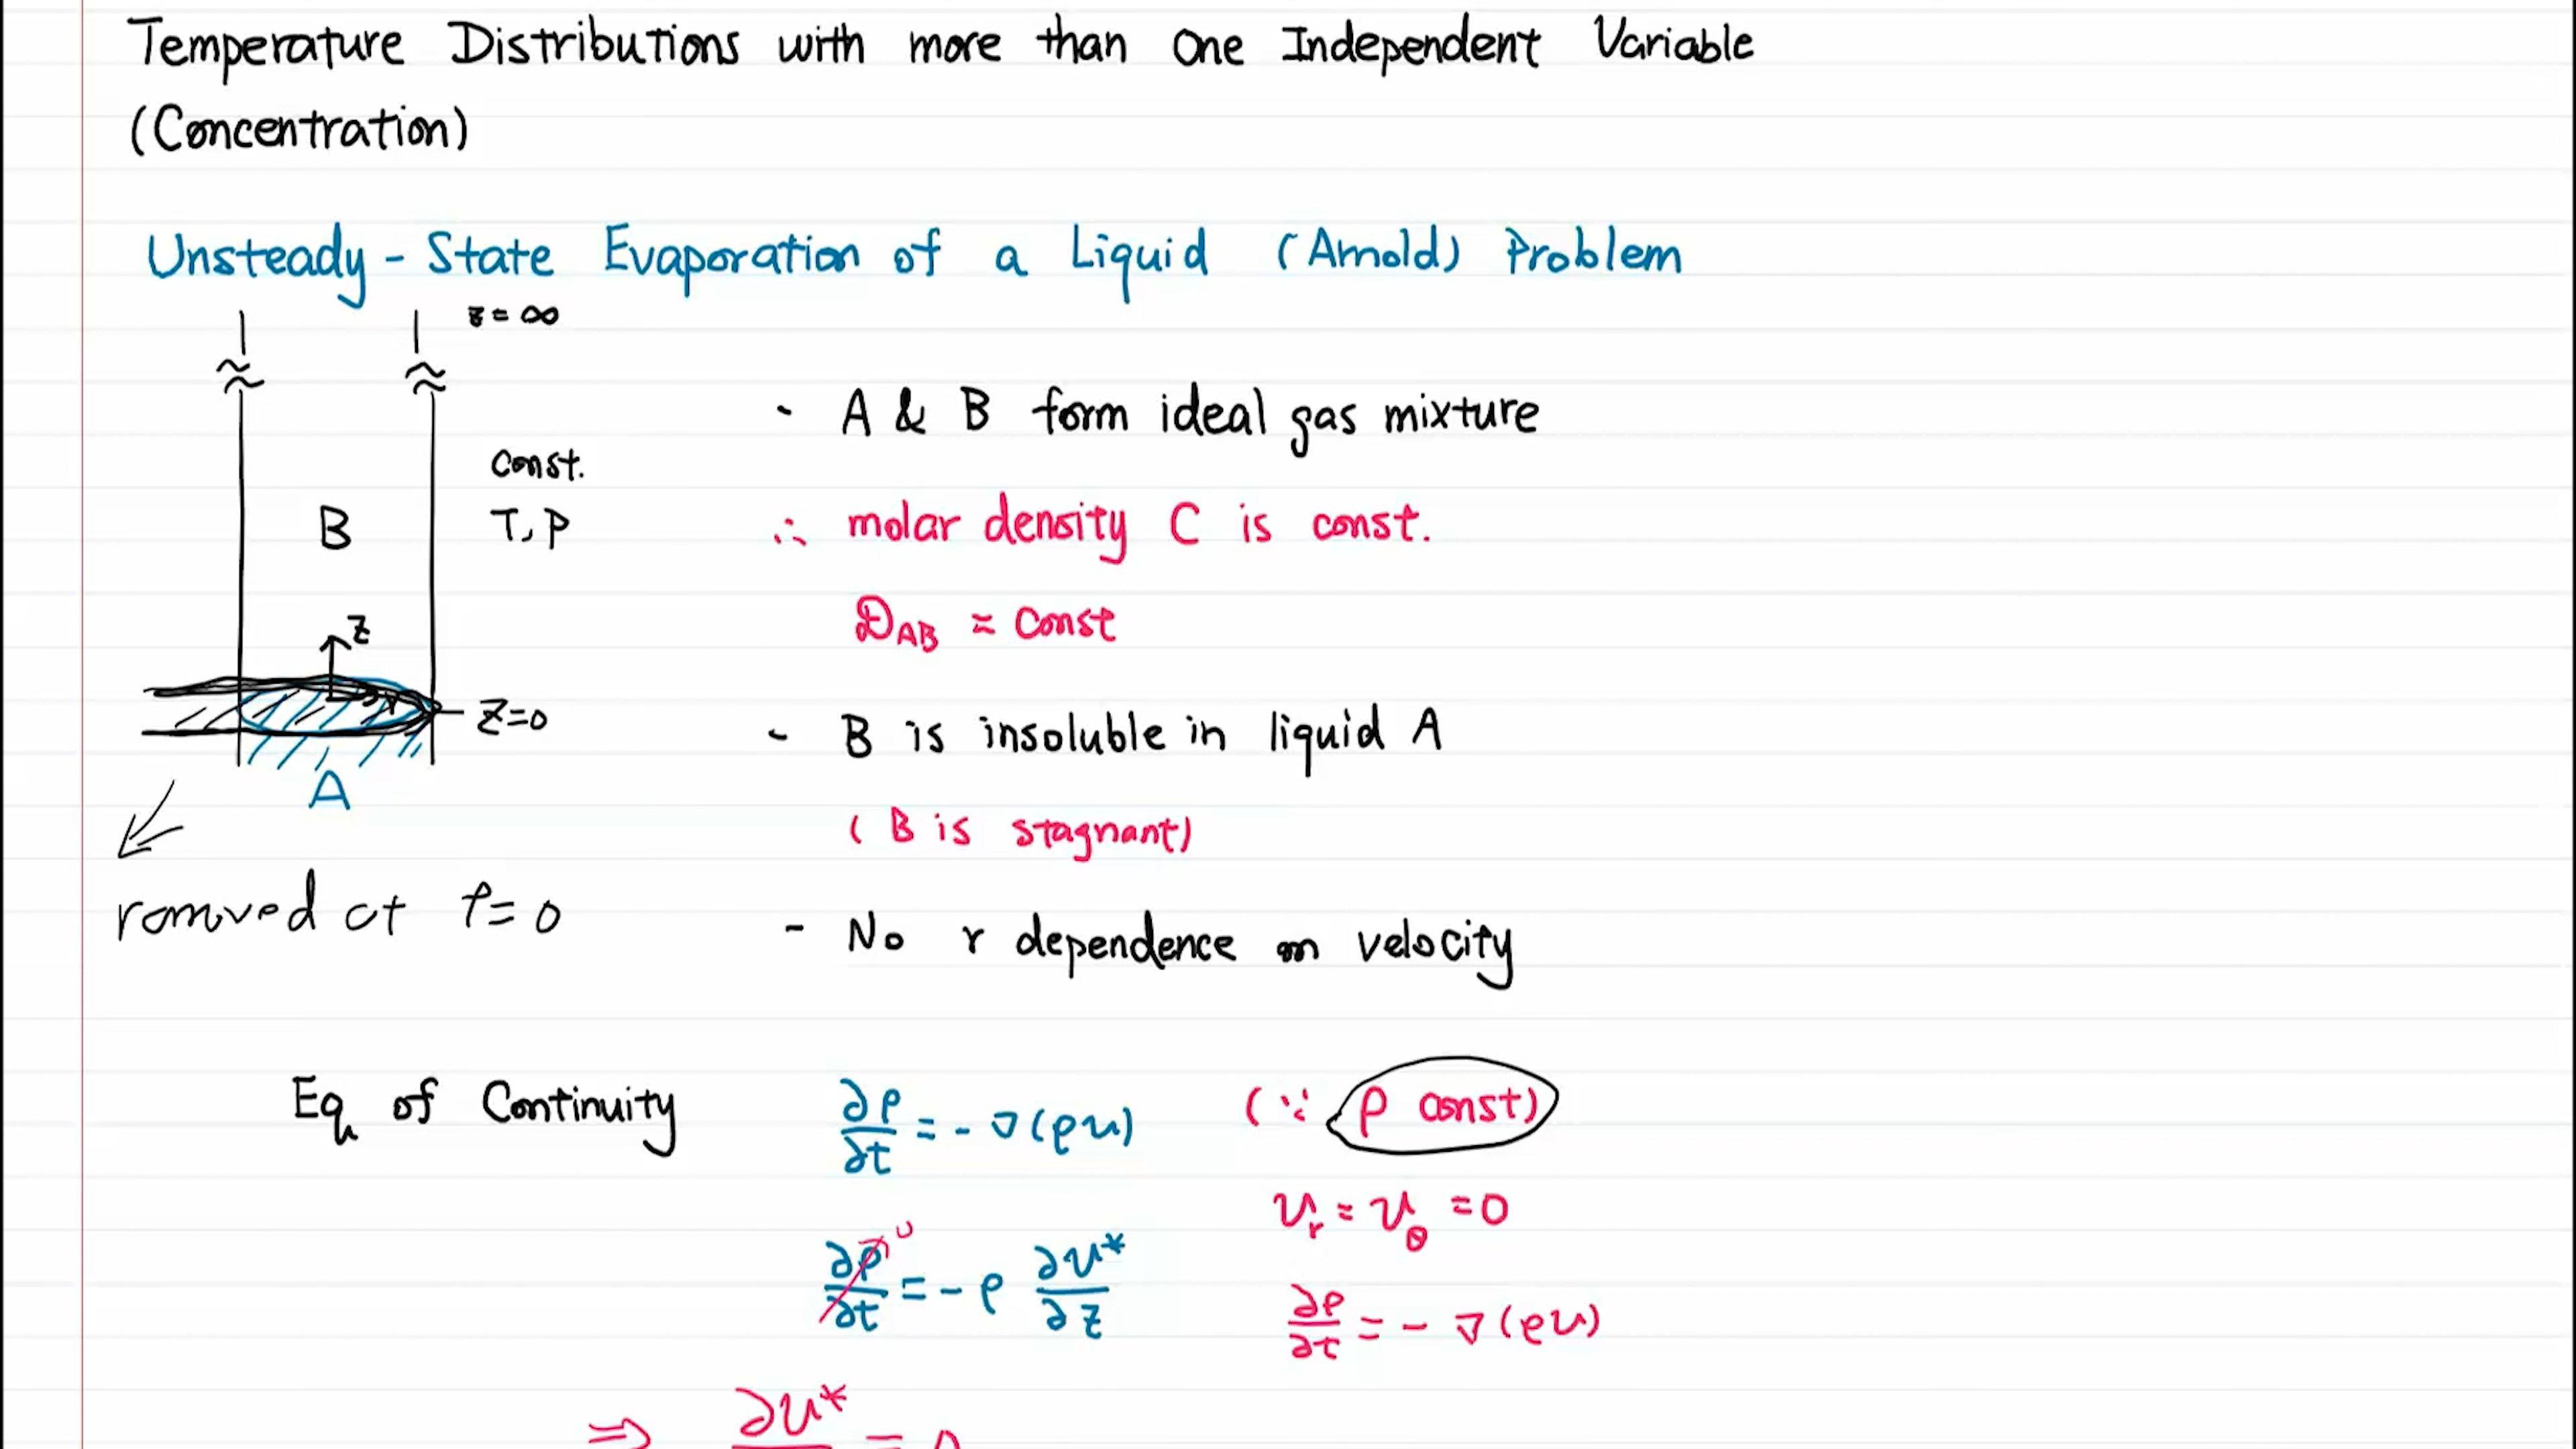 Temperature Distributions with more than one Independent Variable
(Concentration)
Unsteady - State Evaporation of a Liquid (Arnold) Problem
z = ∞
- A & B form ideal gas mixture
const.
T, P
B
∴ molar density C is const.
𝒟AB ≈ const
z
r
z=0
- B is insoluble in liquid A
A
(B is stagnant)
removed at t=0
- No r dependence on velocity
Eq of Continuity
∂ρ/∂t = - ∇(ρv)
(∵ ρ const)
vr = vθ = 0
∂ρ/∂t = - ρ ∂v*/∂z
0
∂ρ/∂t = - ∇(ρv)
⇒ ∂v* = 0